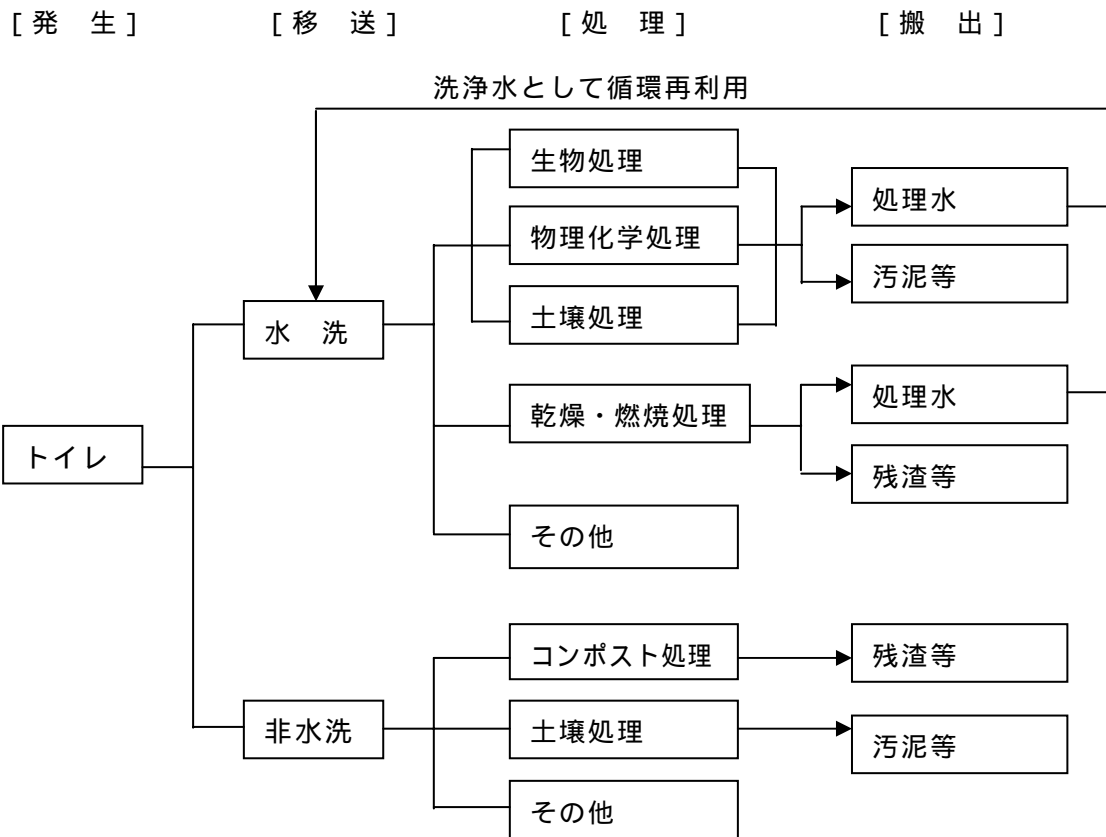 [発　生]
[移　送]
[処　理]
[搬　出]
洗浄水として循環再利用
生物処理
処理水
物理化学処理
汚泥等
水　洗
土壌処理
処理水
乾燥・燃焼処理
トイレ
残渣等
その他
コンポスト処理
残渣等
非水洗
土壌処理
汚泥等
その他